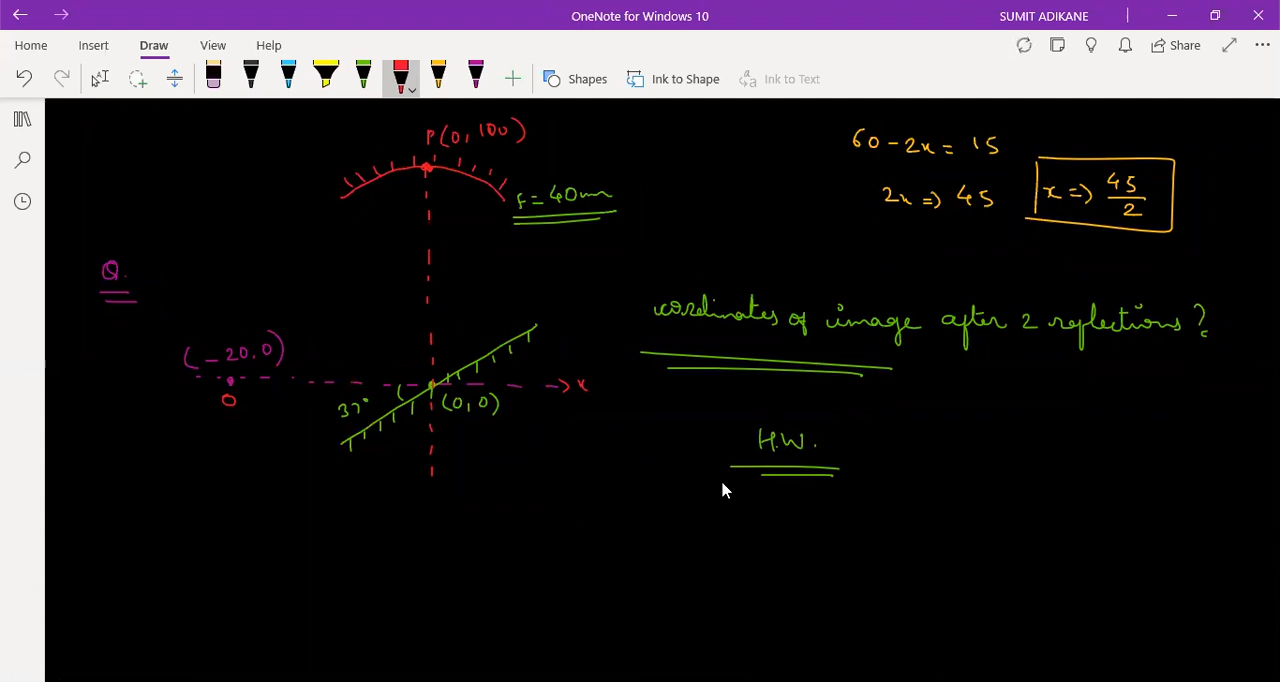 OneNote for Windows 10
SUMIT ADIKANE
Home Insert Draw View Help
Share
Shapes
Ink to Shape
Ink to Text
P(0, 100)
f = 40cm
60 - 2x = 15
2x => 45
x => 45/2
Q.
(-20,0)
O
37°
(0,0)
x
coordinates of image after 2 reflections?
H.W.